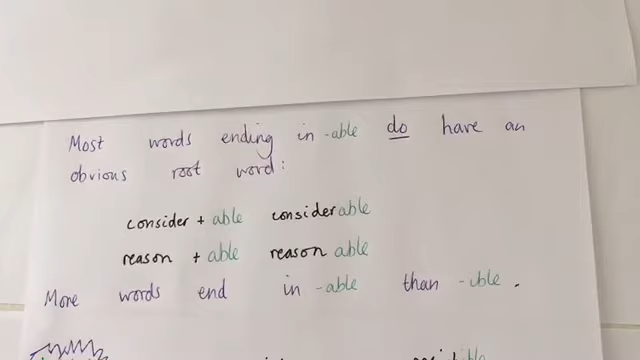 Most words ending in -able do have an
obvious root word:
consider + able considerable
reason + able reason able
More words end in -able than -ible.